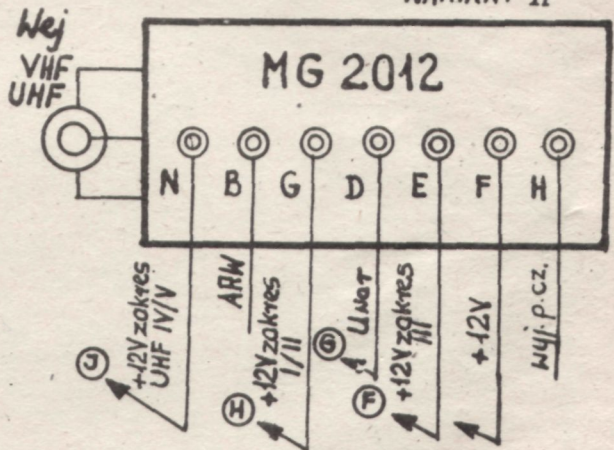 Wej
VHF
UHF
MG 2012
N B G D E F H
+12V zakres
UHF IV/V
ARW
+12V zakres
I/II
UNar
+12V zakres
III
+12V
wyj. p.cz.
J
H
G
F